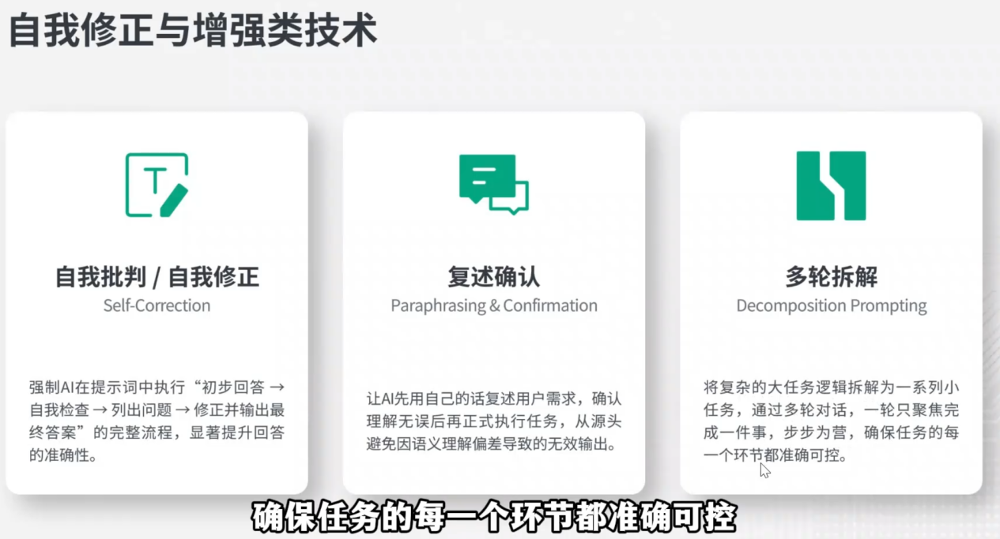 自我修正与增强类技术
T
自我批判 / 自我修正
Self-Correction
强制AI在提示词中执行“初步回答 →
自我检查 → 列出问题 → 修正并输出最
终答案”的完整流程，显著提升回答
的准确性。
复述确认
Paraphrasing & Confirmation
让AI先用自己的话复述用户需求，确认
理解无误后再正式执行任务，从源头
避免因语义理解偏差导致的无效输出。
多轮拆解
Decomposition Prompting
将复杂的大任务逻辑拆解为一系列小
任务，通过多轮对话，一轮只聚焦完
成一件事，步步为营，确保任务的每
一个环节都准确可控。
确保任务的每一个环节都准确可控